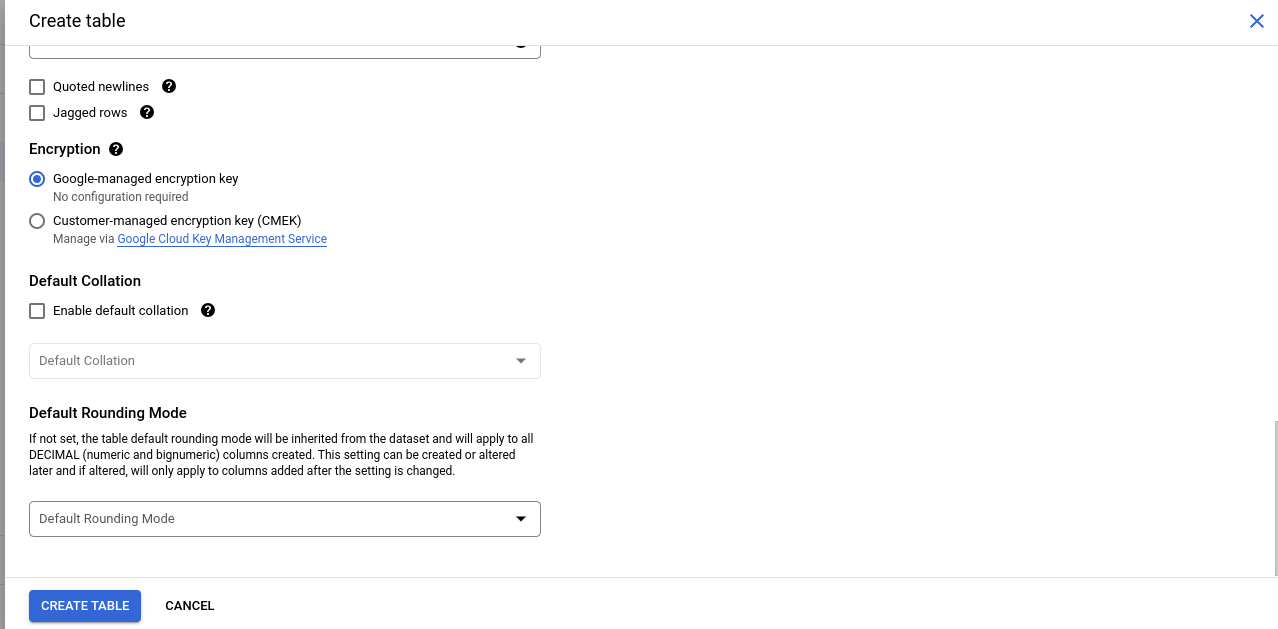 Create table
Quoted newlines
Jagged rows
Encryption
Google-managed encryption key
No configuration required
Customer-managed encryption key (CMEK)
Manage via Google Cloud Key Management Service
Default Collation
Enable default collation
Default Collation
Default Rounding Mode
If not set, the table default rounding mode will be inherited from the dataset and will apply to all
DECIMAL (numeric and bignumeric) columns created. This setting can be created or altered
later and if altered, will only apply to columns added after the setting is changed.
Default Rounding Mode
CREATE TABLE CANCEL